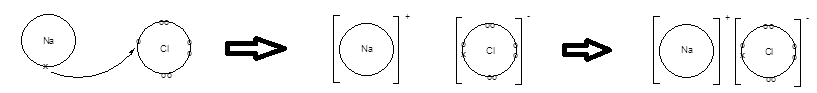 Na Cl Na + Cl - Na + Cl -